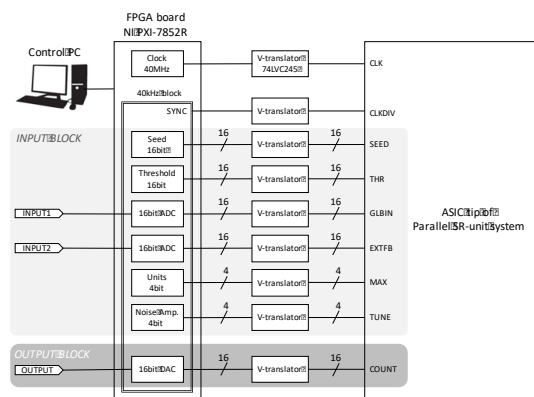 FPGA board
NI PXI-7852R
Control PC
Clock
40MHz
V-translator
74LVC245
CLK
40kHz block
SYNC
V-translator
CLKDIV
INPUT BLOCK
Seed
16bit
16
V-translator
16
SEED
Threshold
16bit
16
V-translator
16
THR
INPUT1
16bit ADC
16
V-translator
16
GLBIN
ASIC tip of
Parallel SR-unit system
INPUT2
16bit ADC
16
V-translator
16
EXTFB
Units
4bit
4
V-translator
4
MAX
Noise Amp.
4bit
4
V-translator
4
TUNE
OUTPUT BLOCK
OUTPUT
16bit DAC
16
V-translator
16
COUNT